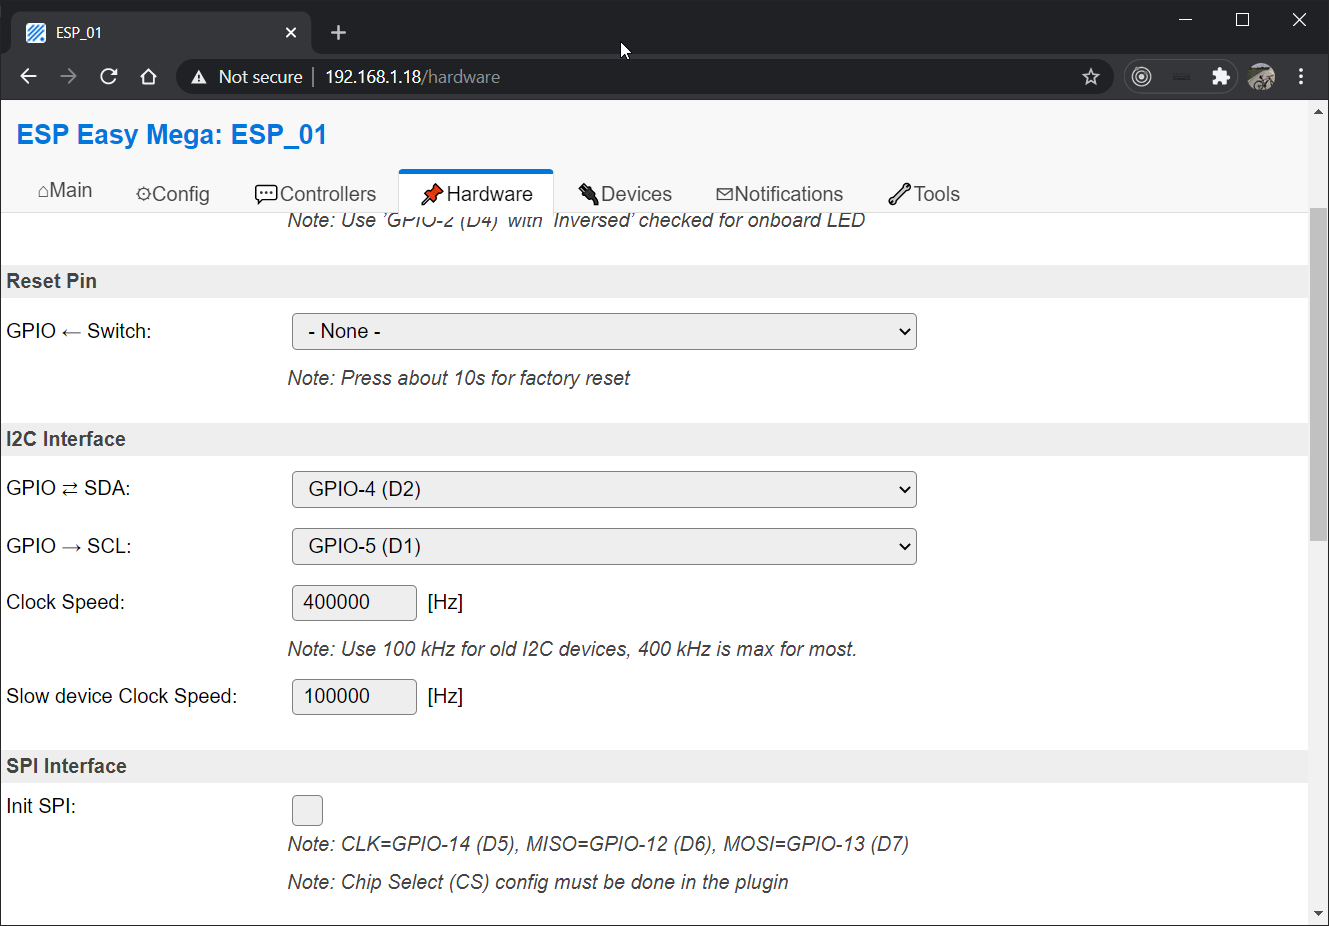 ESP_01
Not secure | 192.168.1.18/hardware
ESP Easy Mega: ESP_01
Main Config Controllers Hardware Devices Notifications Tools
Note: Use 'GPIO-2 (D4)' with 'Inversed' checked for onboard LED
Reset Pin
GPIO ← Switch: - None -
Note: Press about 10s for factory reset
I2C Interface
GPIO ⇄ SDA: GPIO-4 (D2)
GPIO → SCL: GPIO-5 (D1)
Clock Speed: 400000 [Hz]
Note: Use 100 kHz for old I2C devices, 400 kHz is max for most.
Slow device Clock Speed: 100000 [Hz]
SPI Interface
Init SPI:
Note: CLK=GPIO-14 (D5), MISO=GPIO-12 (D6), MOSI=GPIO-13 (D7)
Note: Chip Select (CS) config must be done in the plugin